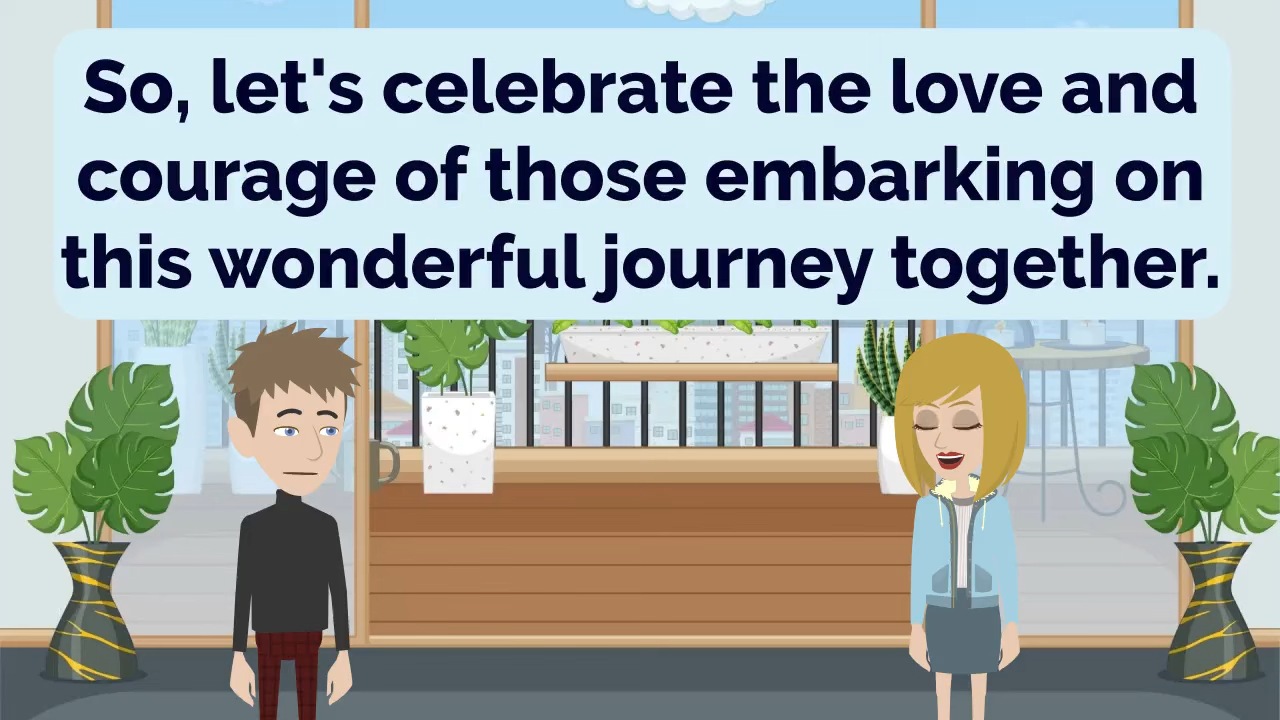 So, let's celebrate the love and
courage of those embarking on
this wonderful journey together.